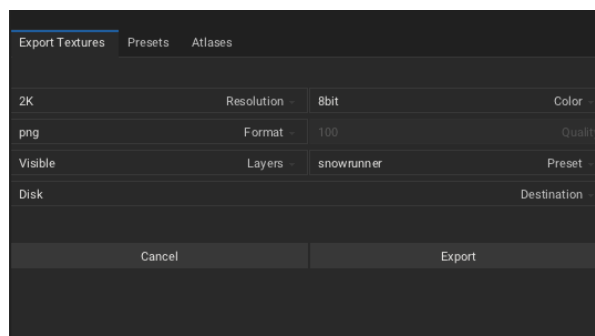 Export Textures Presets Atlases
2K Resolution 8bit Color
png Format 100 Quality
Visible Layers snowrunner Preset
Disk Destination
Cancel Export